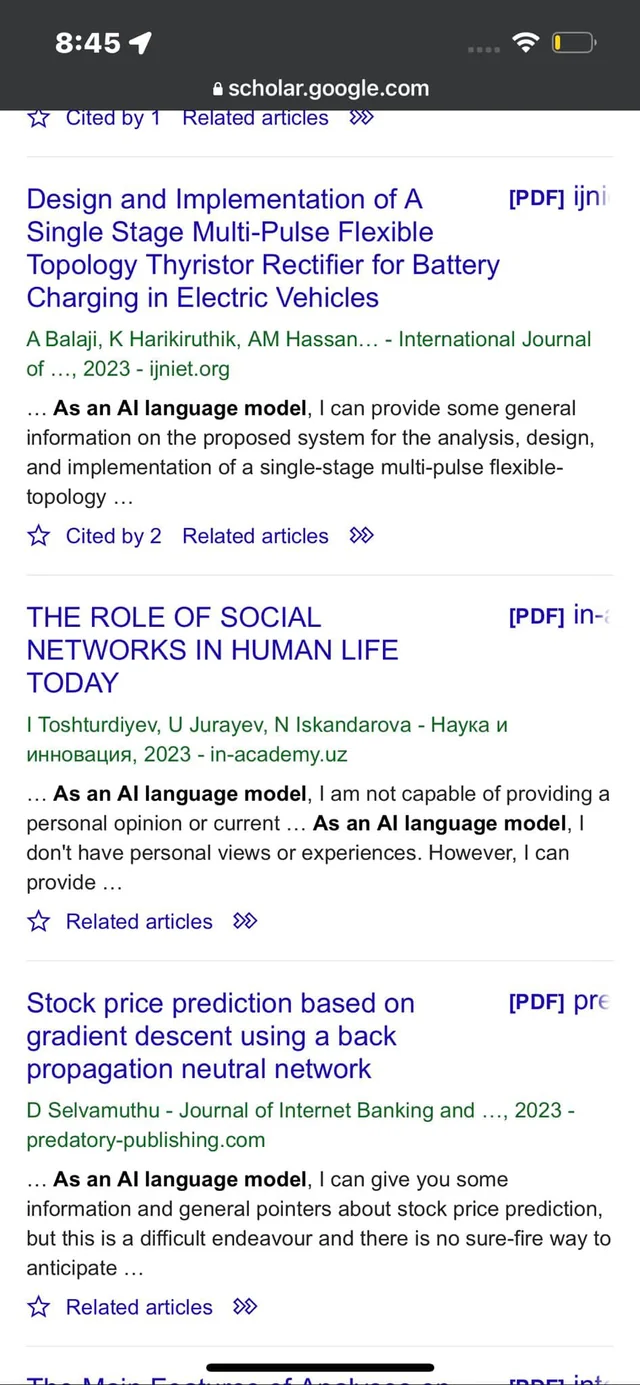 8:45
scholar.google.com
Cited by 1 Related articles
Design and Implementation of A
Single Stage Multi-Pulse Flexible
Topology Thyristor Rectifier for Battery
Charging in Electric Vehicles
[PDF] ijni
A Balaji, K Harikiruthik, AM Hassan… - International Journal
of …, 2023 - ijniet.org
… As an AI language model, I can provide some general
information on the proposed system for the analysis, design,
and implementation of a single-stage multi-pulse flexible-
topology …
Cited by 2 Related articles
THE ROLE OF SOCIAL
NETWORKS IN HUMAN LIFE
TODAY
[PDF] in-a
I Toshturdiyev, U Jurayev, N Iskandarova - Наука и
инновация, 2023 - in-academy.uz
… As an AI language model, I am not capable of providing a
personal opinion or current … As an AI language model, I
don't have personal views or experiences. However, I can
provide …
Related articles
Stock price prediction based on
gradient descent using a back
propagation neutral network
[PDF] pre
D Selvamuthu - Journal of Internet Banking and …, 2023 -
predatory-publishing.com
… As an AI language model, I can give you some
information and general pointers about stock price prediction,
but this is a difficult endeavour and there is no sure-fire way to
anticipate …
Related articles
The Main Features of Analyses on
[PDF] int